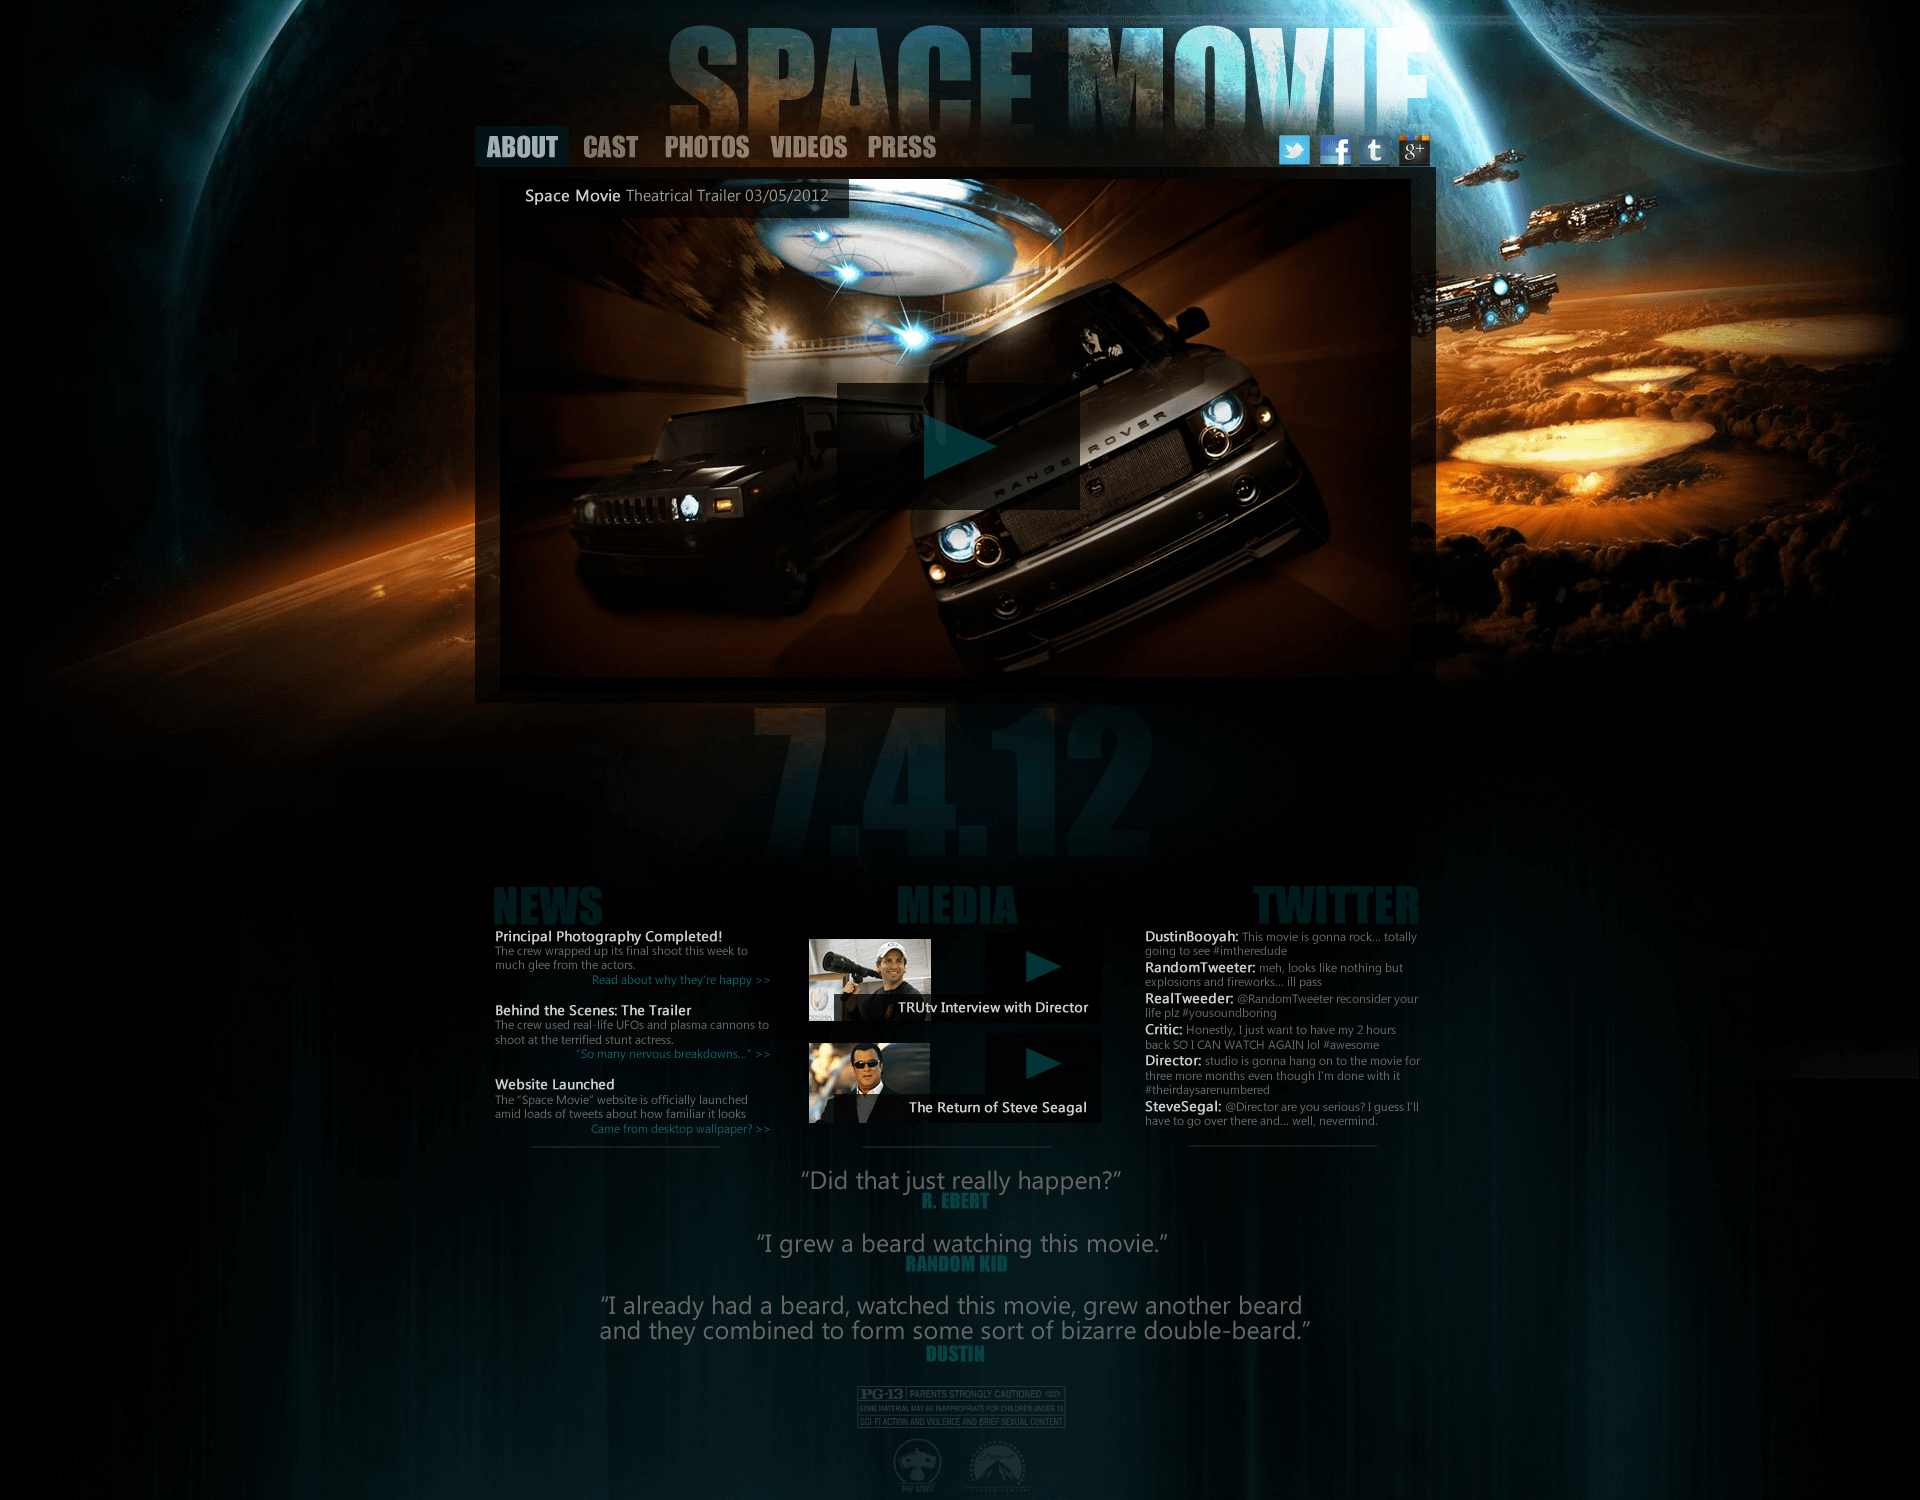 SPACE MOVIE
ABOUT CAST PHOTOS VIDEOS PRESS
t g+
Space Movie Theatrical Trailer 03/05/2012
RANGE ROVER
7.4.12
NEWS
Principal Photography Completed!
The crew wrapped up its final shoot this week to
much glee from the actors.
Read about why they're happy >>
Behind the Scenes: The Trailer
The crew used real-life UFOs and plasma cannons to
shoot at the terrified stunt actress.
“So many nervous breakdowns...” >>
Website Launched
The “Space Movie” website is officially launched
amid loads of tweets about how familiar it looks
Came from desktop wallpaper? >>
MEDIA
TRUtv Interview with Director
The Return of Steve Seagal
TWITTER
DustinBooyah: This movie is gonna rock... totally
going to see #imtheredude
RandomTweeter: meh, looks like nothing but
explosions and fireworks... ill pass
RealTweeder: @RandomTweeter reconsider your
life plz #yousoundboring
Critic: Honestly, I just want to have my 2 hours
back SO I CAN WATCH AGAIN lol #awesome
Director: studio is gonna hang on to the movie for
three more months even though I'm done with it
#theirdaysarenumbered
SteveSegal: @Director are you serious? I guess I'll
have to go over there and... well, nevermind.
“Did that just really happen?”
R. EBERT
“I grew a beard watching this movie.”
RANDOM KID
“I already had a beard, watched this movie, grew another beard
and they combined to form some sort of bizarre double-beard.”
DUSTIN
PG-13 PARENTS STRONGLY CAUTIONED
SOME MATERIAL MAY BE INAPPROPRIATE FOR CHILDREN UNDER 13
SCI-FI ACTION AND VIOLENCE AND BRIEF SEXUAL CONTENT